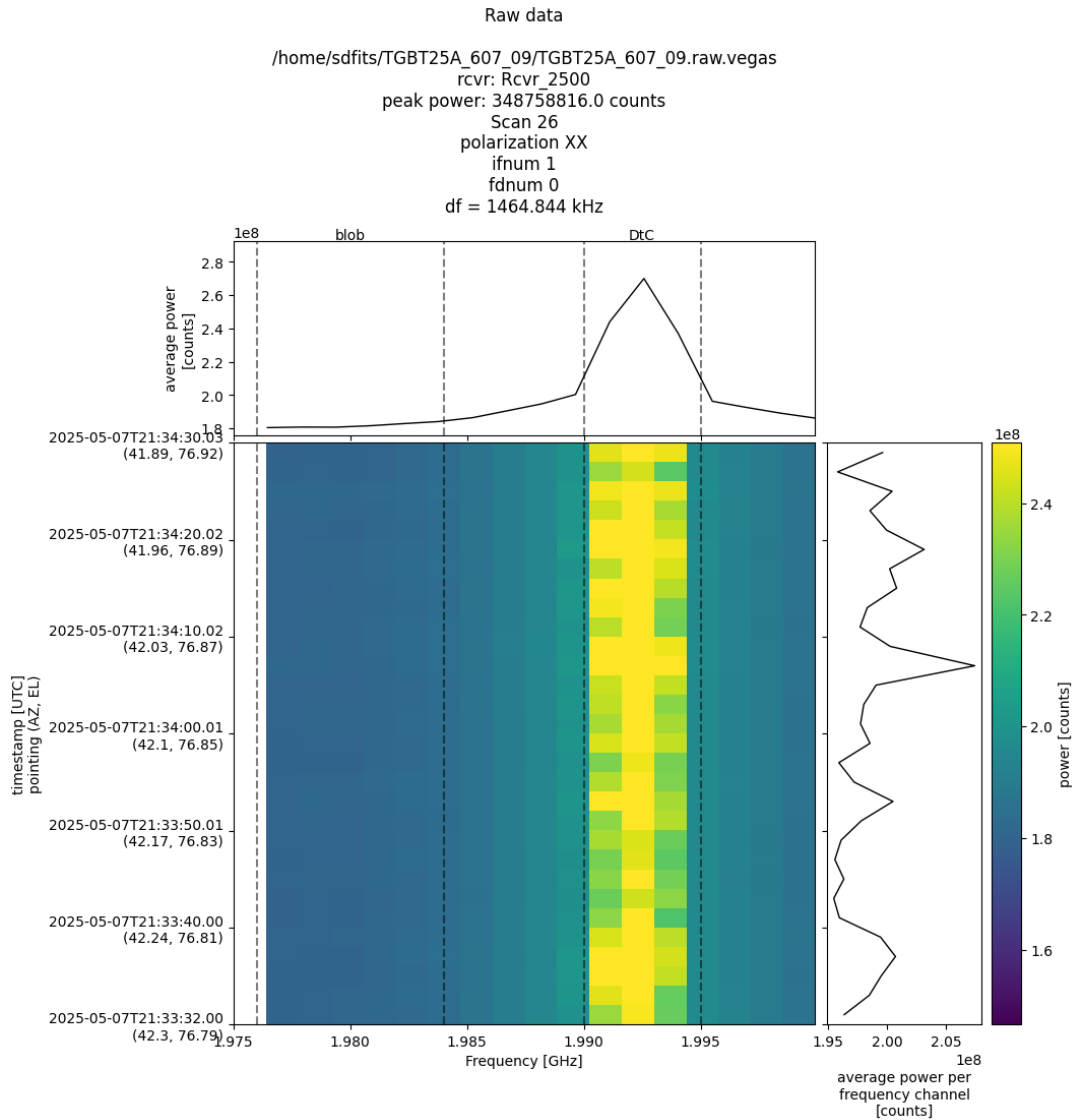 Raw data
/home/sdfits/TGBT25A_607_09/TGBT25A_607_09.raw.vegas
rcvr: Rcvr_2500
peak power: 348758816.0 counts
Scan 26
polarization XX
ifnum 1
fdnum 0
df = 1464.844 kHz
1e8
blob
DtC
2.8
2.6
2.4
2.2
2.0
1.8
average power
[counts]
2025-05-07T21:34:30.03
(41.89, 76.92)
2025-05-07T21:34:20.02
(41.96, 76.89)
2025-05-07T21:34:10.02
(42.03, 76.87)
2025-05-07T21:34:00.01
(42.1, 76.85)
2025-05-07T21:33:50.01
(42.17, 76.83)
2025-05-07T21:33:40.00
(42.24, 76.81)
2025-05-07T21:33:32.00
(42.3, 76.79)
timestamp [UTC]
pointing (AZ, EL)
1.975
1.980
1.985
1.990
1.995
Frequency [GHz]
1.95
2.00
2.05
1e8
average power per
frequency channel
[counts]
1e8
2.4
2.2
2.0
1.8
1.6
power [counts]